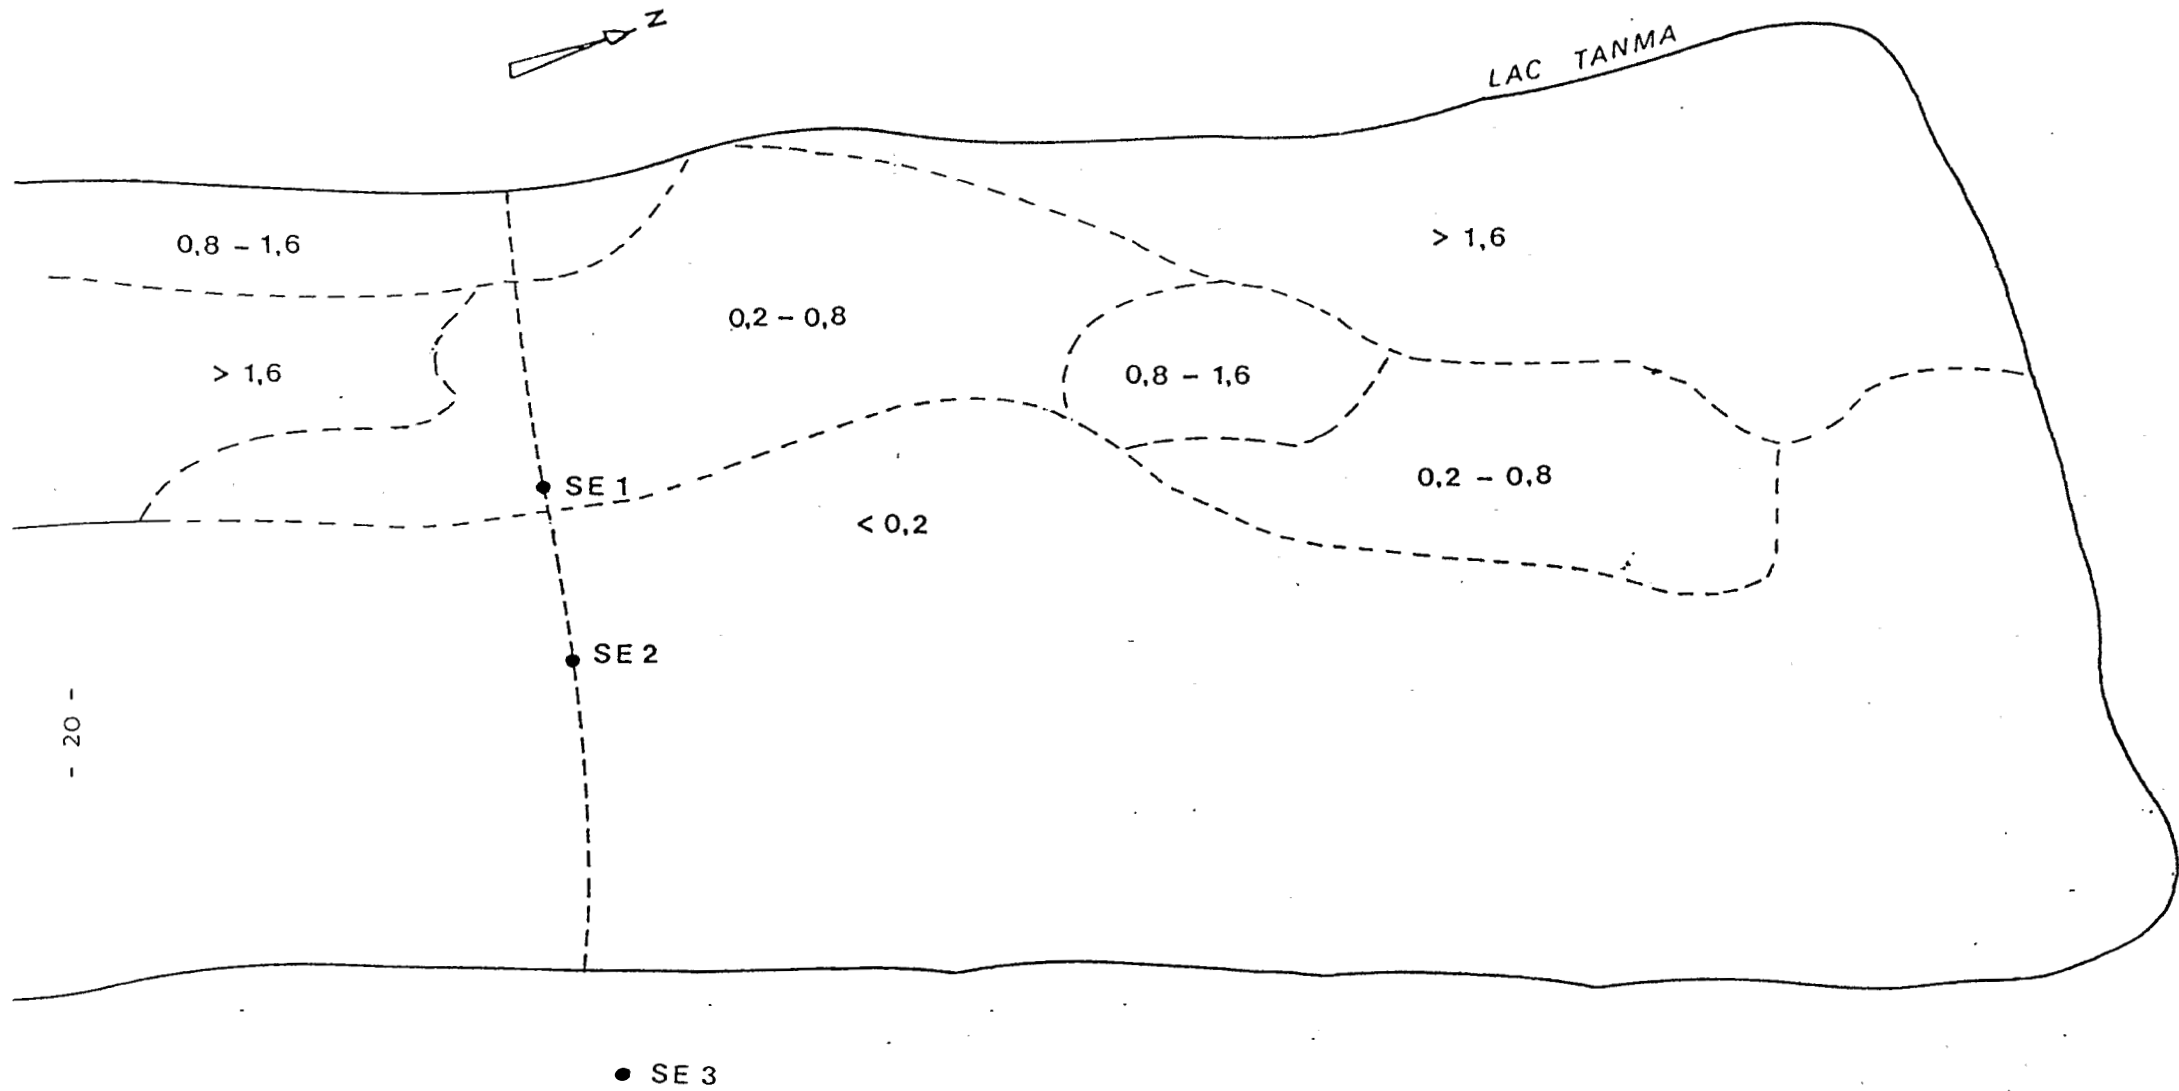 N
LAC TANMA
0,8 - 1,6
> 1,6
0,2 - 0,8
> 1,6
0,8 - 1,6
0,2 - 0,8
SE 1
< 0,2
SE 2
- 20 -
SE 3